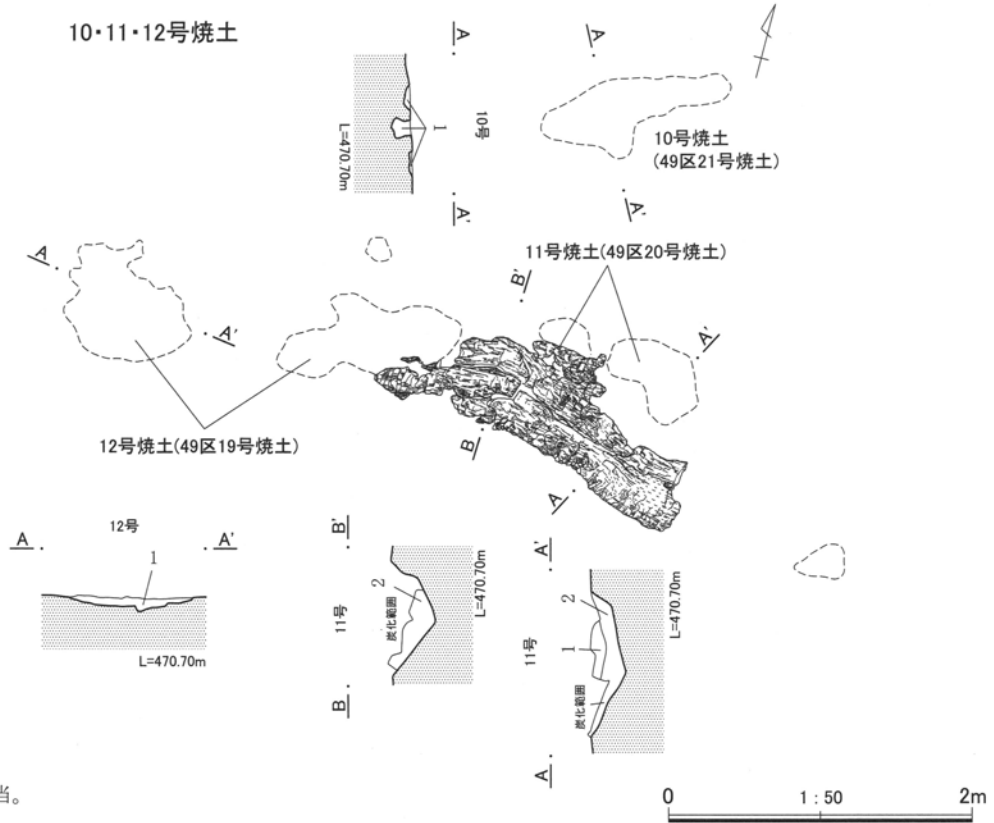 10・11・12号焼土
A
A
L=470.70m
1
10号
10号焼土
(49区21号焼土)
A'
A'
A
11号焼土(49区20号焼土)
B'
A'
A'
12号焼土(49区19号焼土)
B
A
12号
A
A'
1
L=470.70m
B'
2
炭化範囲
11号
L=470.70m
B
A'
2
L=470.70m
11号
1
炭化範囲
A
当。
0
1:50
2m